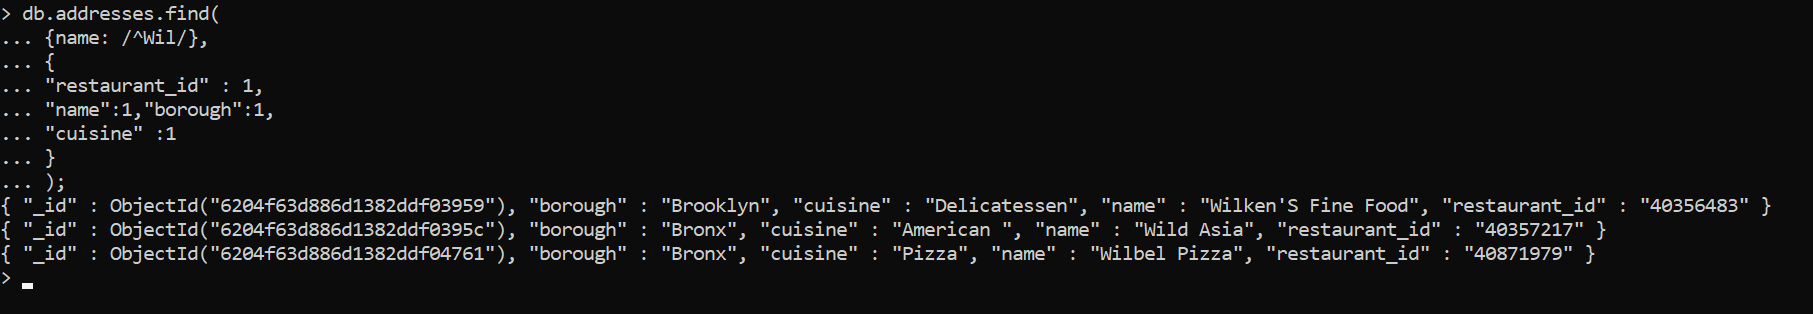 > db.addresses.find(
... {name: /^Wil/},
... {
... "restaurant_id" : 1,
... "name":1,"borough":1,
... "cuisine" :1
... }
... );
{ "_id" : ObjectId("6204f63d886d1382ddf03959"), "borough" : "Brooklyn", "cuisine" : "Delicatessen", "name" : "Wilken'S Fine Food", "restaurant_id" : "40356483" }
{ "_id" : ObjectId("6204f63d886d1382ddf0395c"), "borough" : "Bronx", "cuisine" : "American ", "name" : "Wild Asia", "restaurant_id" : "40357217" }
{ "_id" : ObjectId("6204f63d886d1382ddf04761"), "borough" : "Bronx", "cuisine" : "Pizza", "name" : "Wilbel Pizza", "restaurant_id" : "40871979" }
>